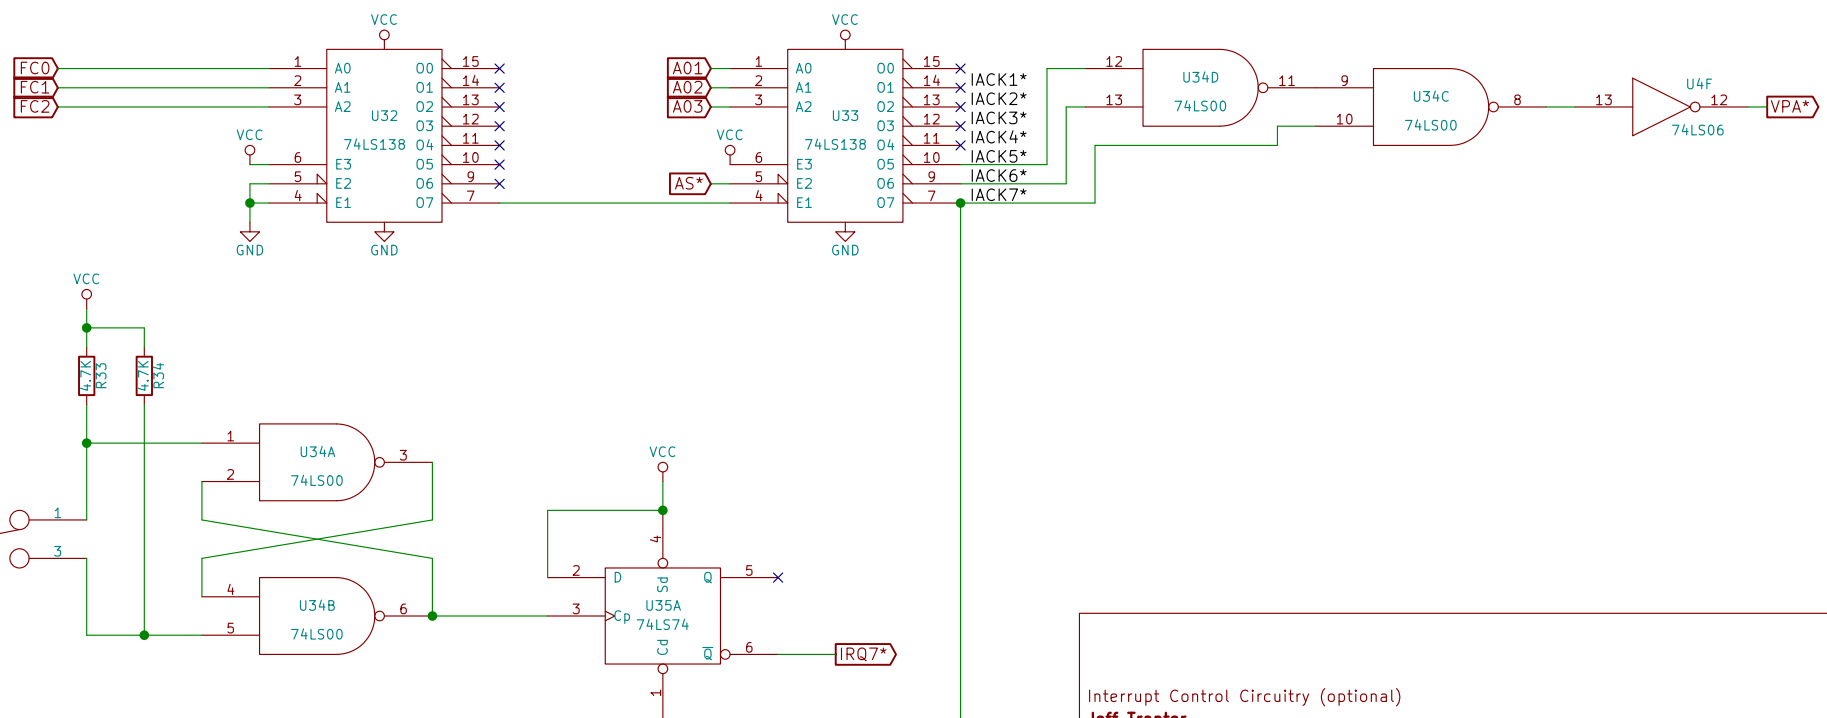 VCC
VCC
FC0
1
A0
O0
15
A01
1
A0
O0
15
12
U34D
FC1
2
A1
O1
14
A02
2
A1
O1
14
IACK1*
11
9
U34C
U4F
FC2
3
A2
O2
13
A03
3
A2
O2
13
IACK2*
13
74LS00
8
13
12
VPA*
U32
O3
12
U33
O3
12
IACK3*
10
74LS00
74LS06
VCC
74LS138
O4
11
VCC
74LS138
O4
11
IACK4*
6
E3
O5
10
6
E3
O5
10
IACK5*
5
E2
O6
9
AS*
5
E2
O6
9
IACK6*
4
E1
O7
7
4
E1
O7
7
IACK7*
GND
GND
GND
VCC
4.7K
R33
4.7K
R34
1
U34A
3
2
74LS00
VCC
1
3
4
2
D
Sd
Q
5
4
U34B
6
3
Cp
U35A
5
74LS00
74LS74
Cd
Q
6
IRQ7*
1
Interrupt Control Circuitry (optional)
Jeff Tranter